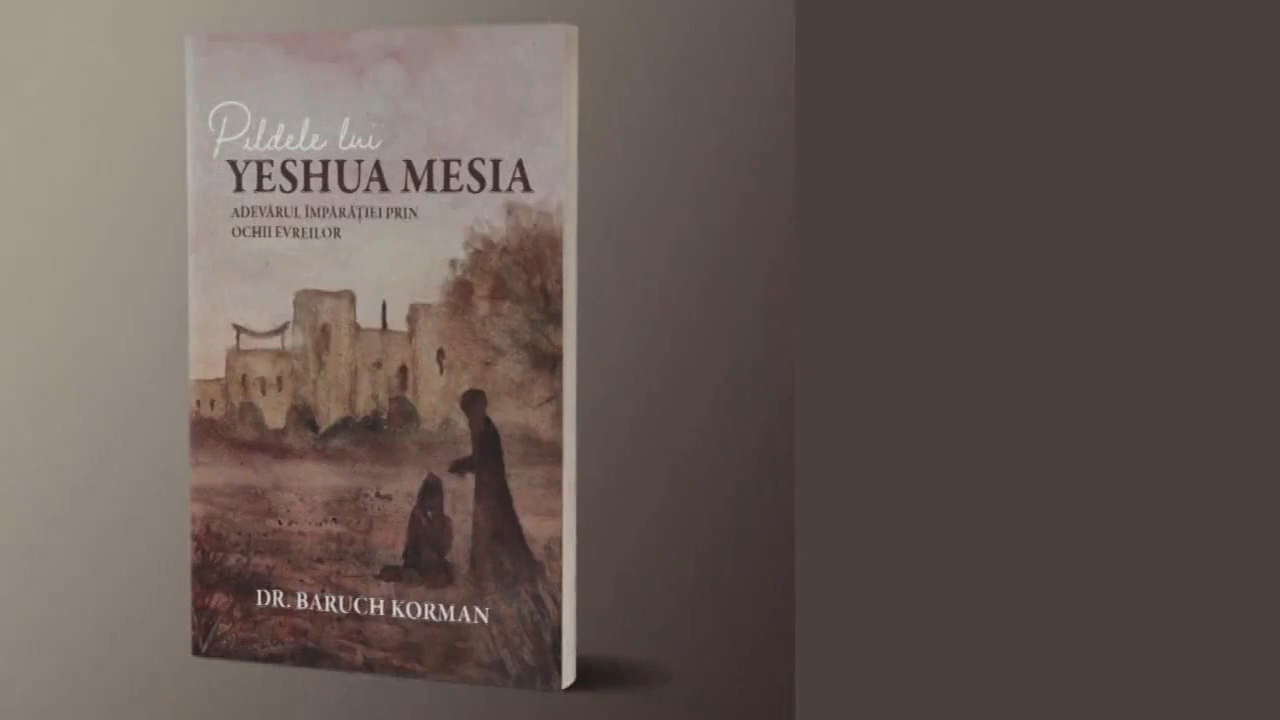 Pildele lui
YESHUA MESIA
ADEVĂRUL ÎMPĂRĂȚIEI PRIN
OCHII EVREILOR
DR. BARUCH KORMAN